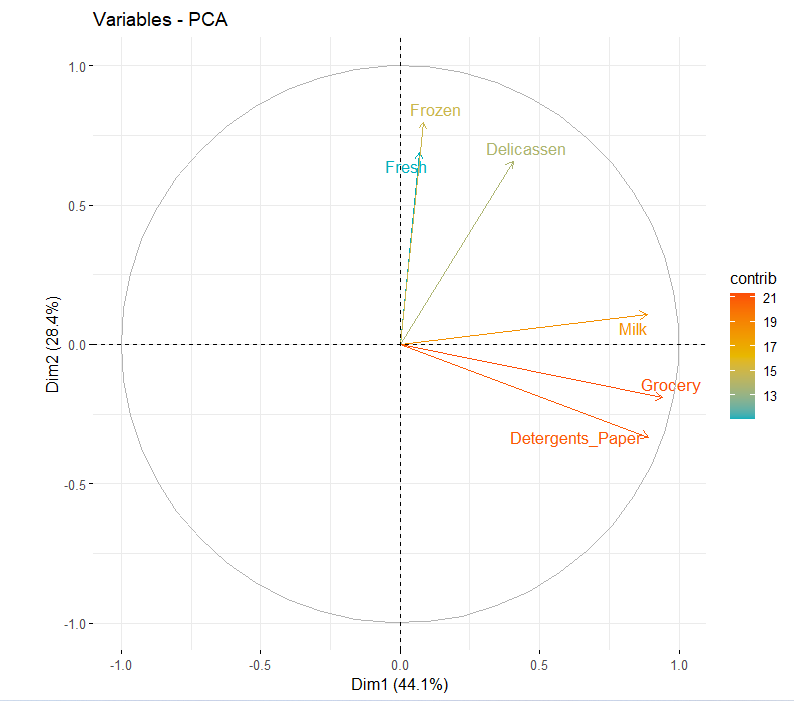 Variables - PCA
1.0
Frozen
Delicassen
Fresh
0.5
contrib
21
19
17
15
13
Milk
0.0
Grocery
Detergents_Paper
-0.5
-1.0
Dim2 (28.4%)
-1.0 -0.5 0.0 0.5 1.0
Dim1 (44.1%)